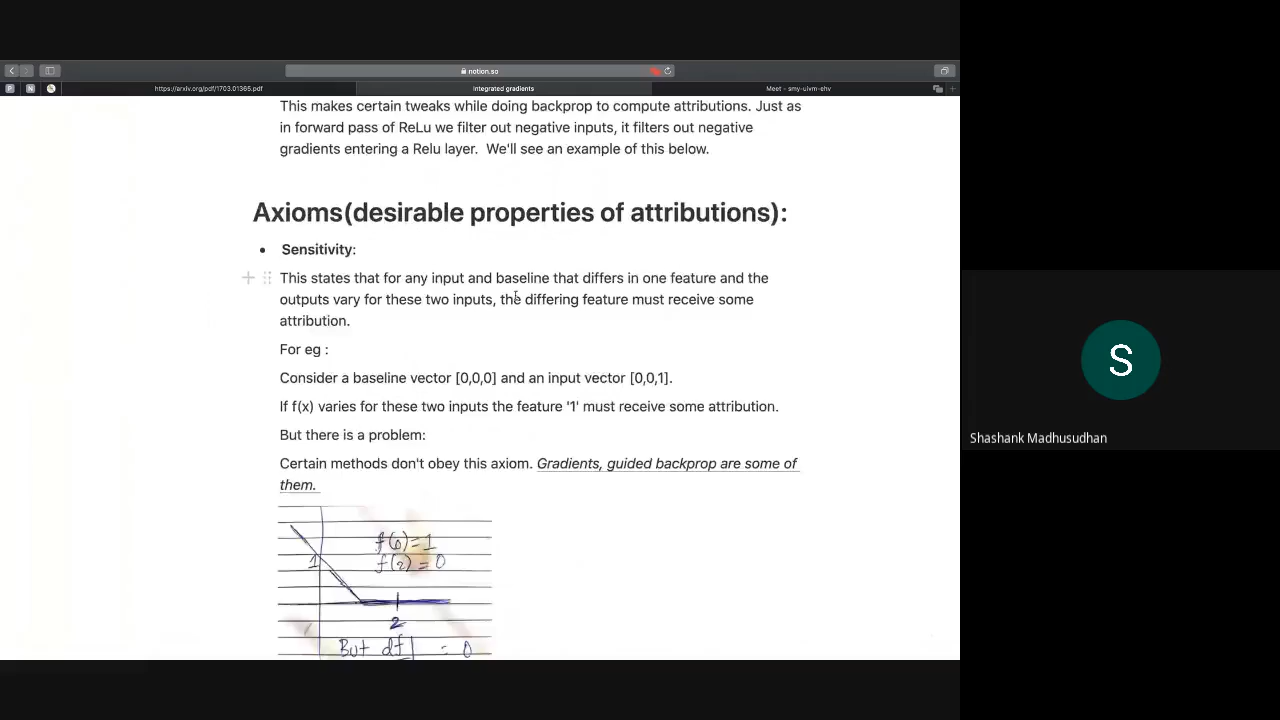 notion.so
https://arxiv.org/pdf/1703.01365.pdf
Integrated gradients
Meet - smy-uivm-ehv
This makes certain tweaks while doing backprop to compute attributions. Just as
in forward pass of ReLu we filter out negative inputs, it filters out negative
gradients entering a Relu layer. We'll see an example of this below.
Axioms(desirable properties of attributions):
• Sensitivity:
This states that for any input and baseline that differs in one feature and the
outputs vary for these two inputs, the differing feature must receive some
attribution.
For eg :
Consider a baseline vector [0,0,0] and an input vector [0,0,1].
If f(x) varies for these two inputs the feature '1' must receive some attribution.
But there is a problem:
Certain methods don't obey this axiom. Gradients, guided backprop are some of
them.
f(0)=1
1
f(2)=0
2
But df| = 0
S
Shashank Madhusudhan